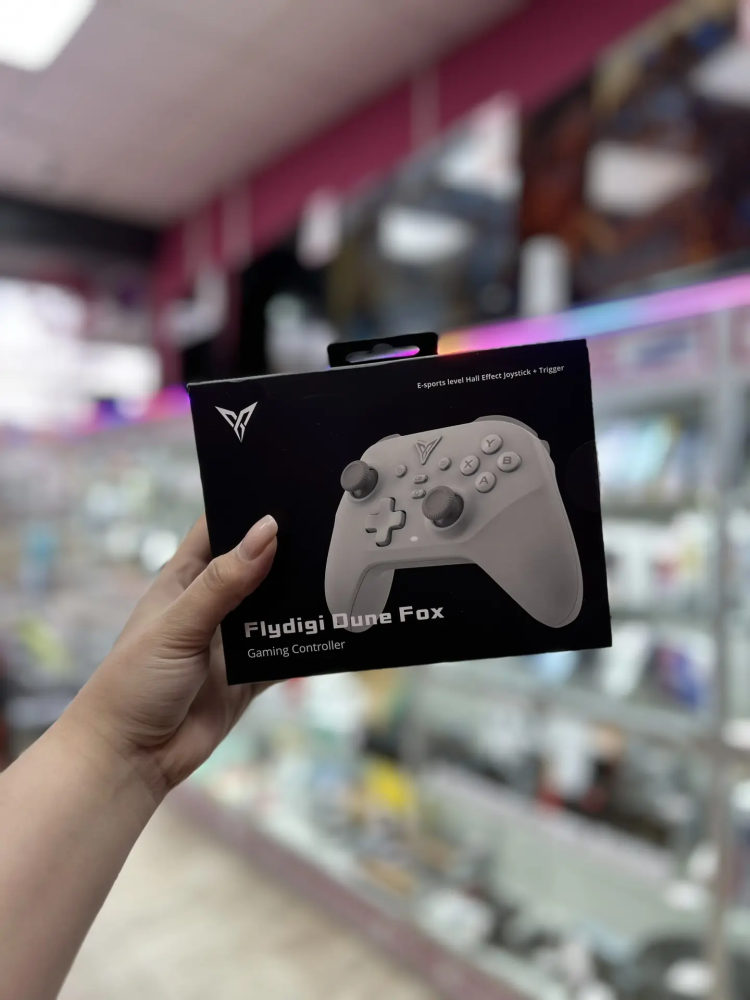 E-sports level Hall Effect Joystick + Trigger
Y
X
B
A
Flydigi Dune Fox
Gaming Controller